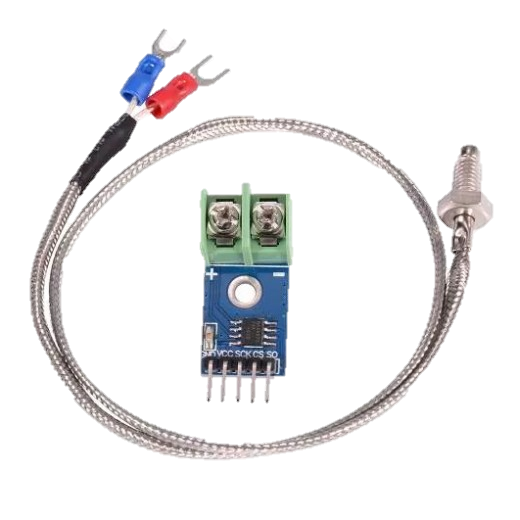 + -
GND VCC SCK CS SO